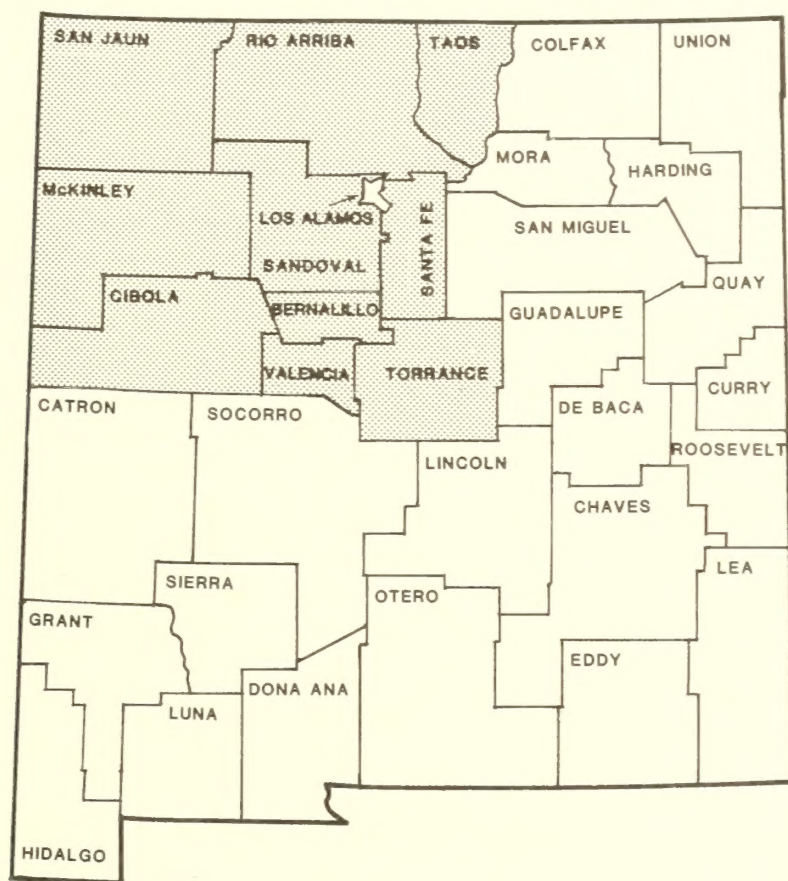 SAN JAUN
RIO ARRIBA
TAOS
COLFAX
UNION
MORA
HARDING
McKINLEY
LOS ALAMOS
SANTA FE
SAN MIGUEL
SANDOVAL
QUAY
CIBOLA
BERNALILLO
GUADALUPE
VALENCIA
TORRANCE
CURRY
CATRON
SOCORRO
DE BACA
ROOSEVELT
LINCOLN
CHAVES
LEA
SIERRA
OTERO
GRANT
EDDY
DONA ANA
LUNA
HIDALGO